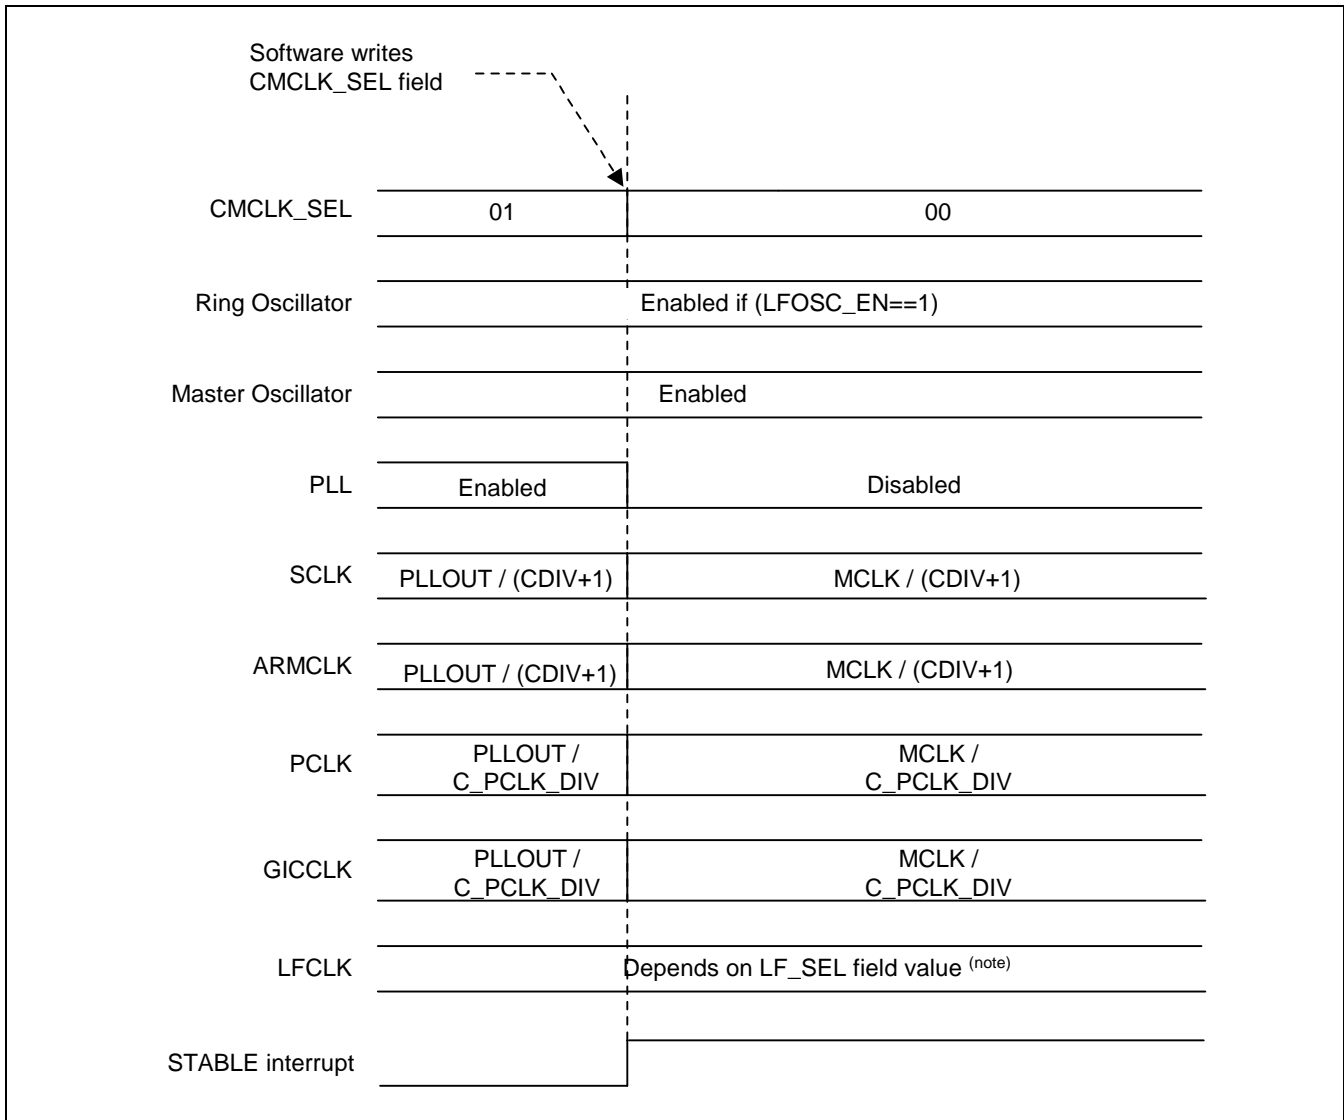 Software writes
CMCLK_SEL field
CMCLK_SEL 01 00
Ring Oscillator Enabled if (LFOSC_EN==1)
Master Oscillator Enabled
PLL Enabled Disabled
SCLK PLLOUT / (CDIV+1) MCLK / (CDIV+1)
ARMCLK PLLOUT / (CDIV+1) MCLK / (CDIV+1)
PCLK PLLOUT / C_PCLK_DIV MCLK / C_PCLK_DIV
GICCLK PLLOUT / C_PCLK_DIV MCLK / C_PCLK_DIV
LFCLK Depends on LF_SEL field value (note)
STABLE interrupt